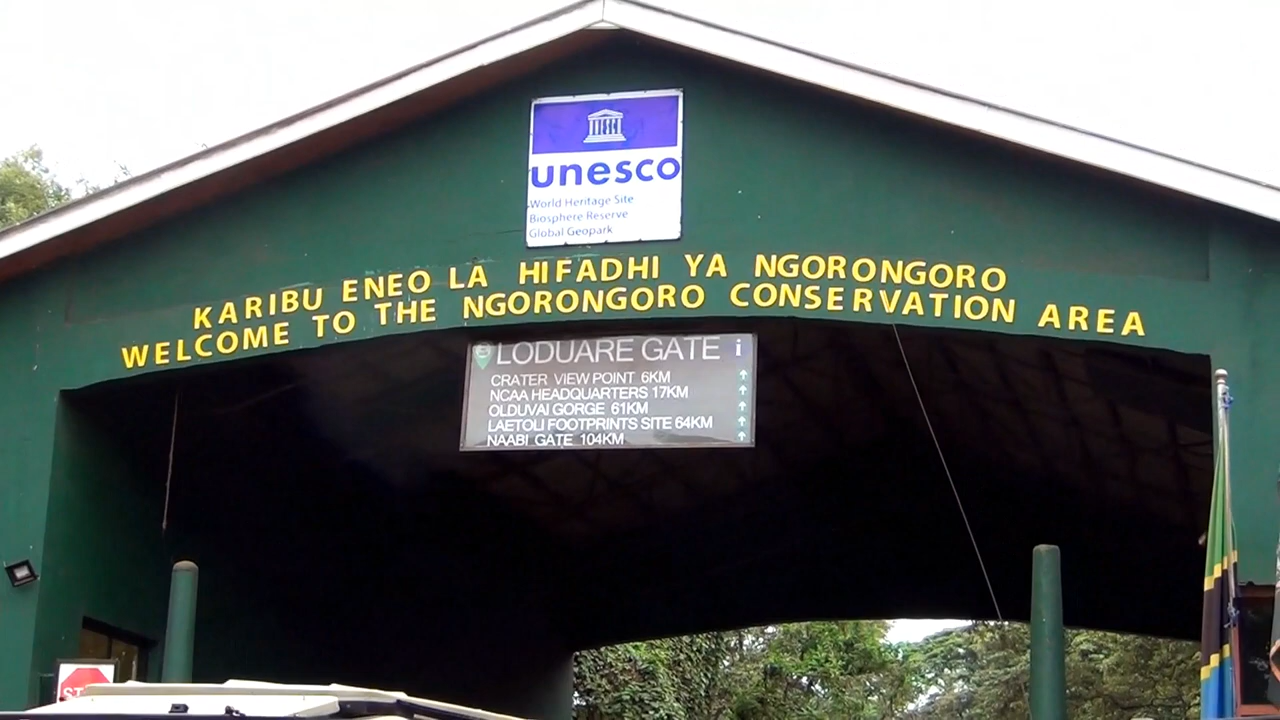 unesco
World Heritage Site
Biosphere Reserve
Global Geopark
KARIBU ENEO LA HIFADHI YA NGORONGORO
WELCOME TO THE NGORONGORO CONSERVATION AREA
LODUARE GATE i
CRATER VIEW POINT 6KM
NCAA HEADQUARTERS 17KM
OLDUVAI GORGE 61KM
LAETOLI FOOTPRINTS SITE 64KM
NAABI GATE 104KM
ST